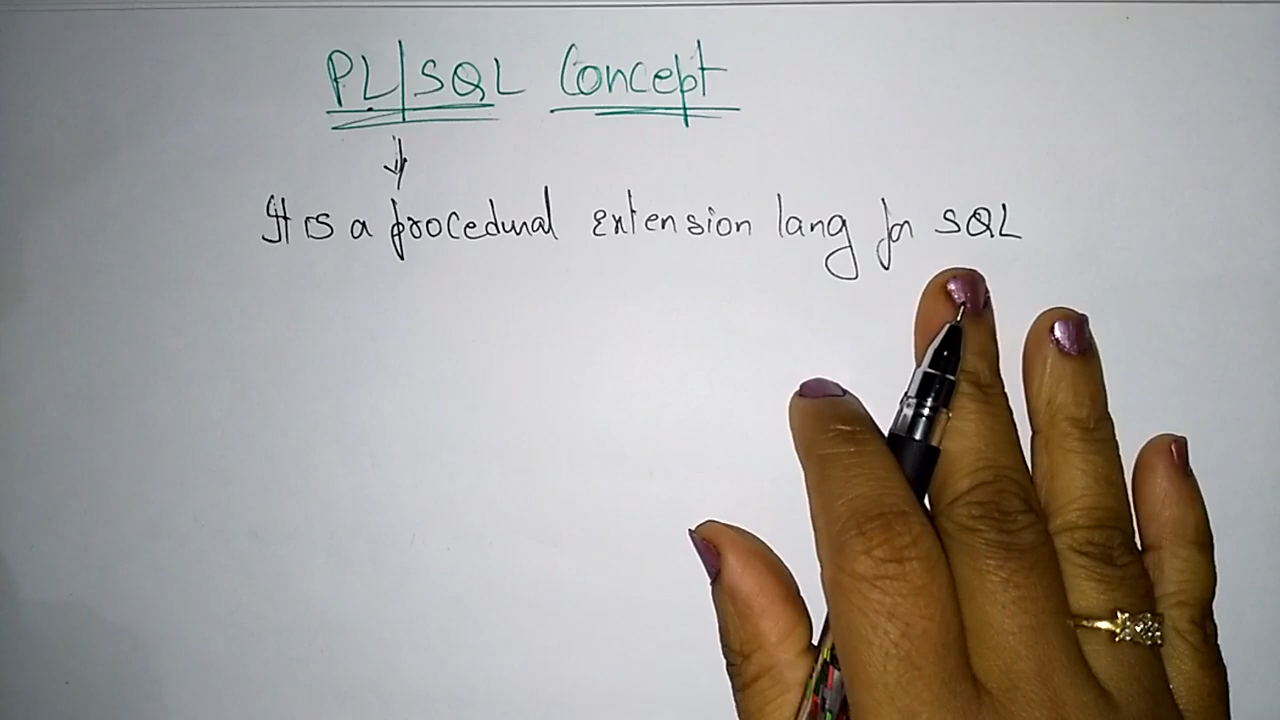 PL|SQL Concept
It is a procedural extension lang for SQL